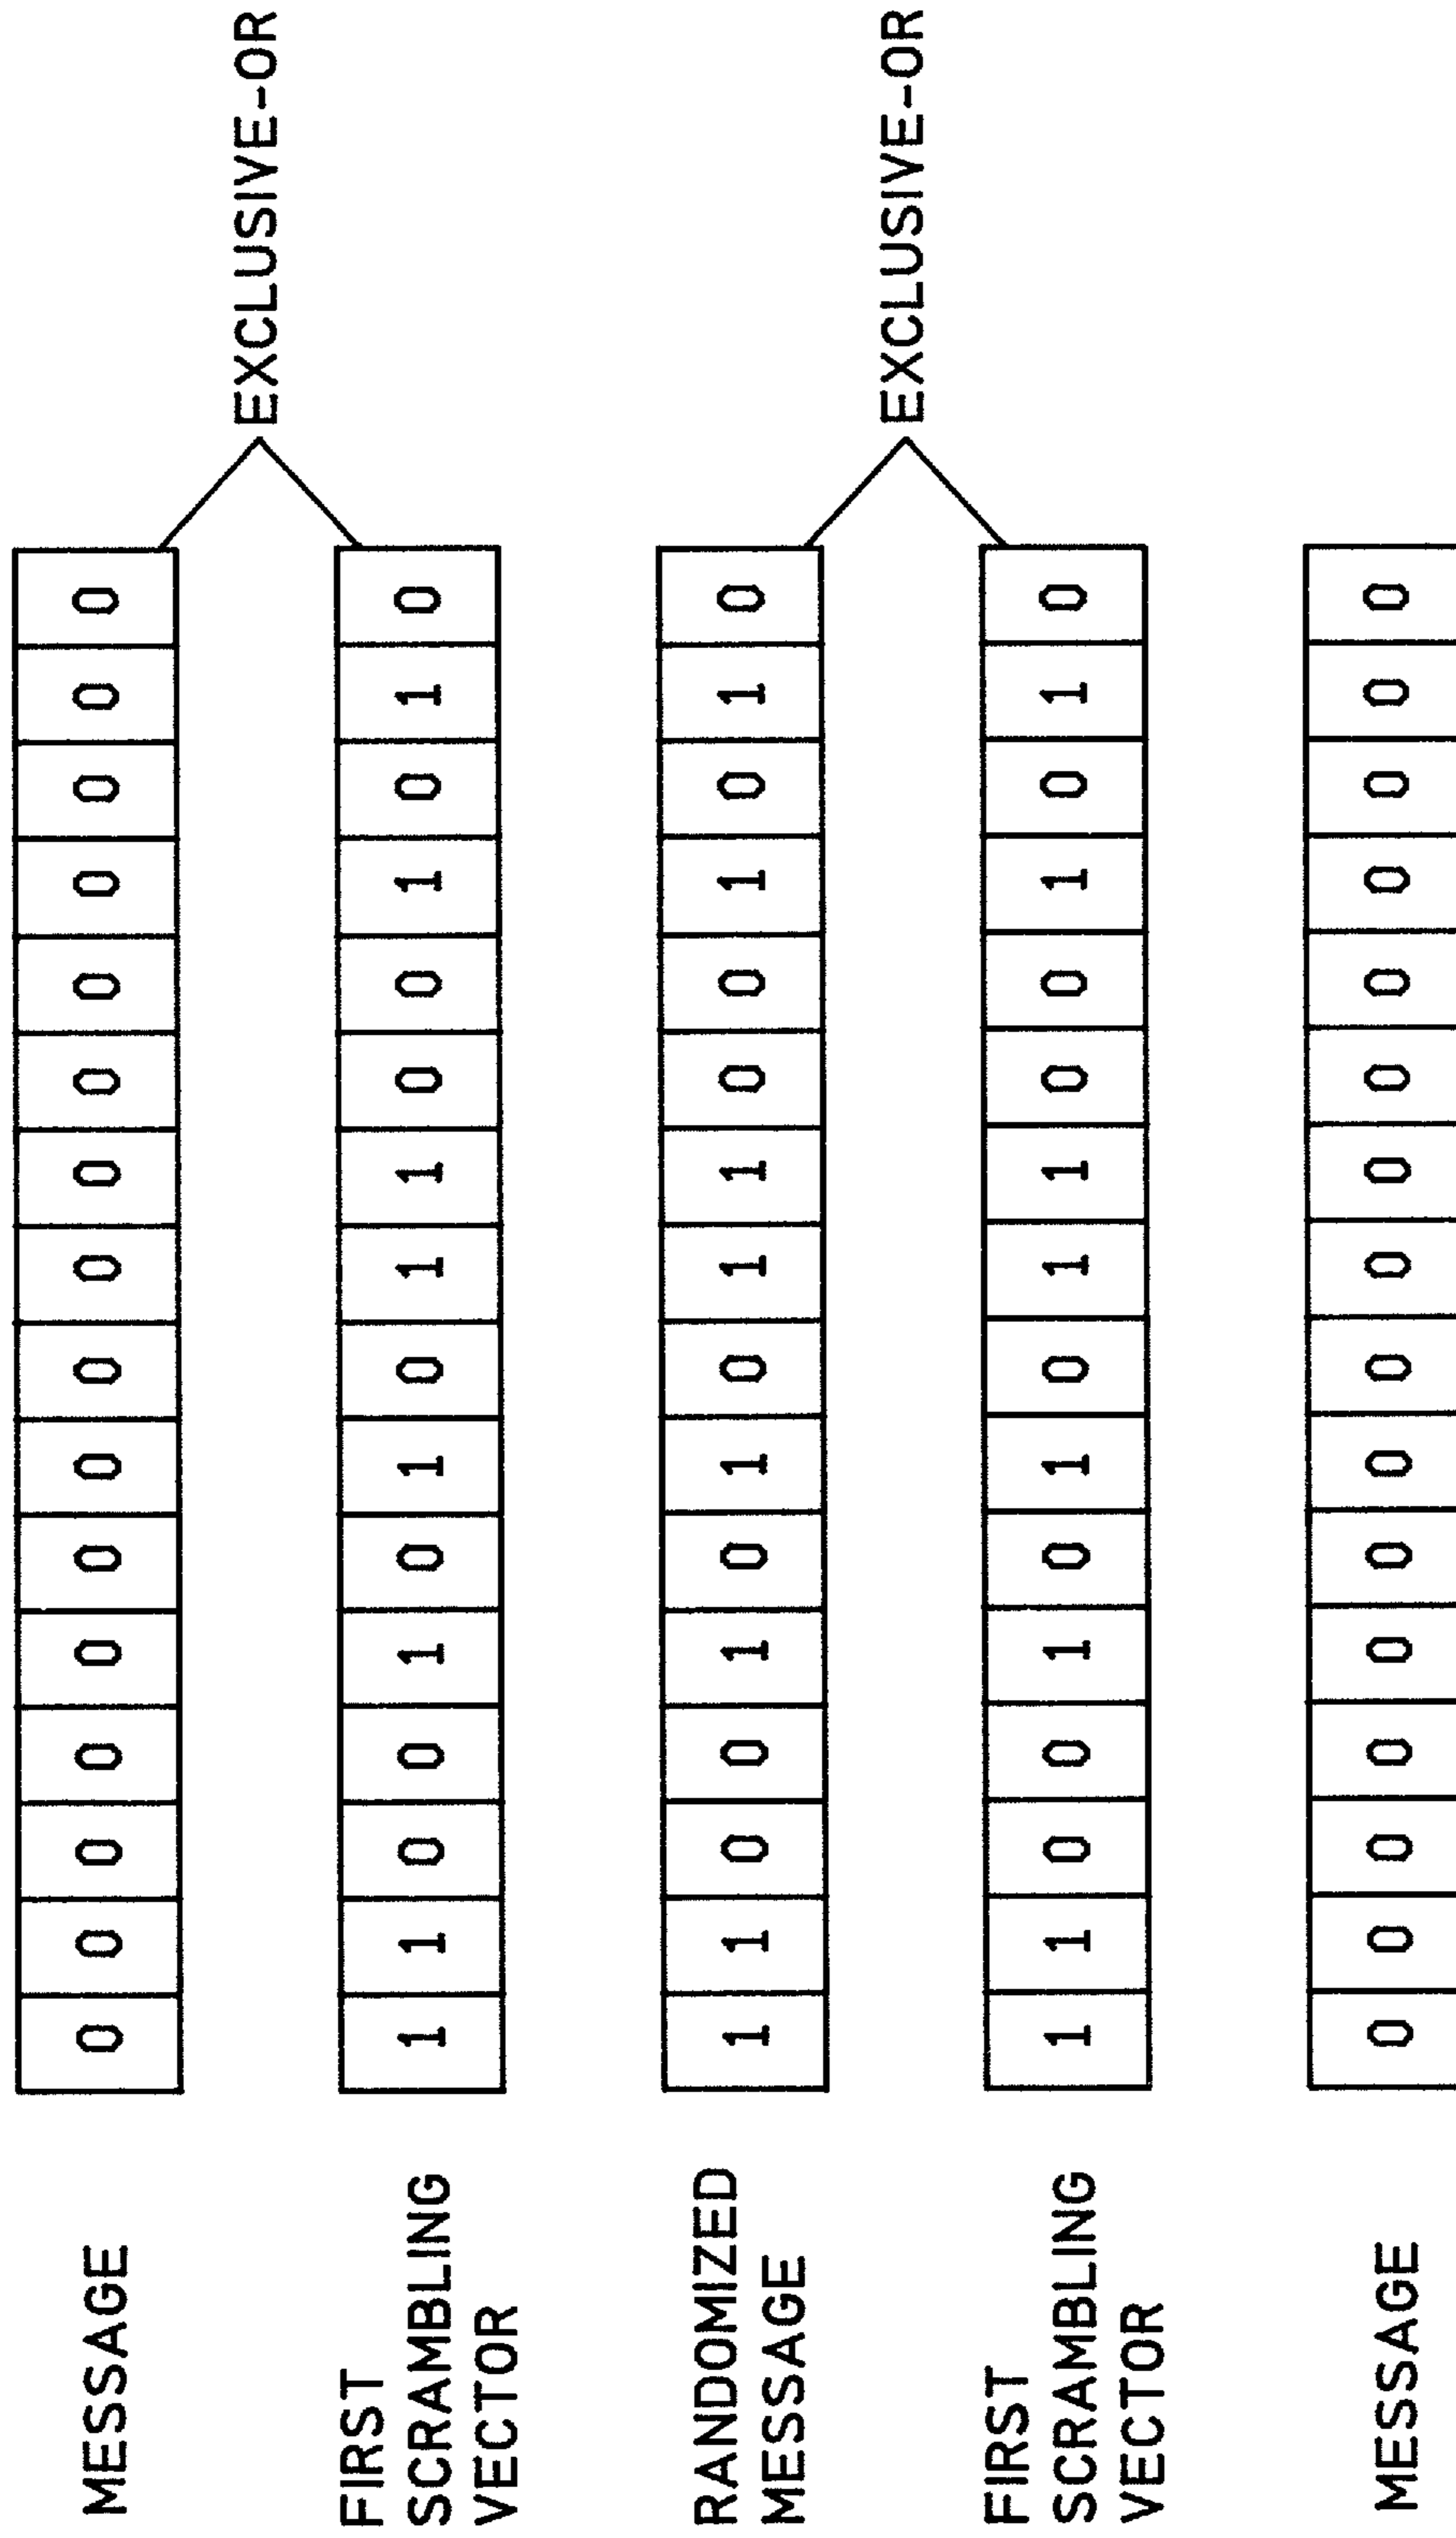 MESSAGE 0 0 0 0 0 0 0 0 0 0 0 0 0 0 0 0
EXCLUSIVE-OR
FIRST
SCRAMBLING 1 1 0 0 1 0 1 0 1 1 0 0 1 0 1 0
VECTOR
RANDOMIZED 1 1 0 0 1 0 1 0 1 1 0 0 1 0 1 0
MESSAGE
EXCLUSIVE-OR
FIRST
SCRAMBLING 1 1 0 0 1 0 1 0 1 1 0 0 1 0 1 0
VECTOR
MESSAGE 0 0 0 0 0 0 0 0 0 0 0 0 0 0 0 0